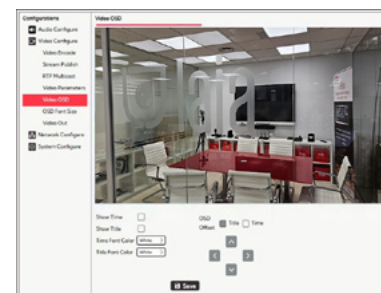 Configurations
Audio Configure
Video Configure
Video Encode
Stream Publish
RTP Multicast
Video Parameters
Video OSD
OSD Font Size
Video Out
Network Configure
System Configure
Video OSD
Show Time
Show Title
Time Font Color White
Title Font Color White
OSD Offset
Title
Time
Save